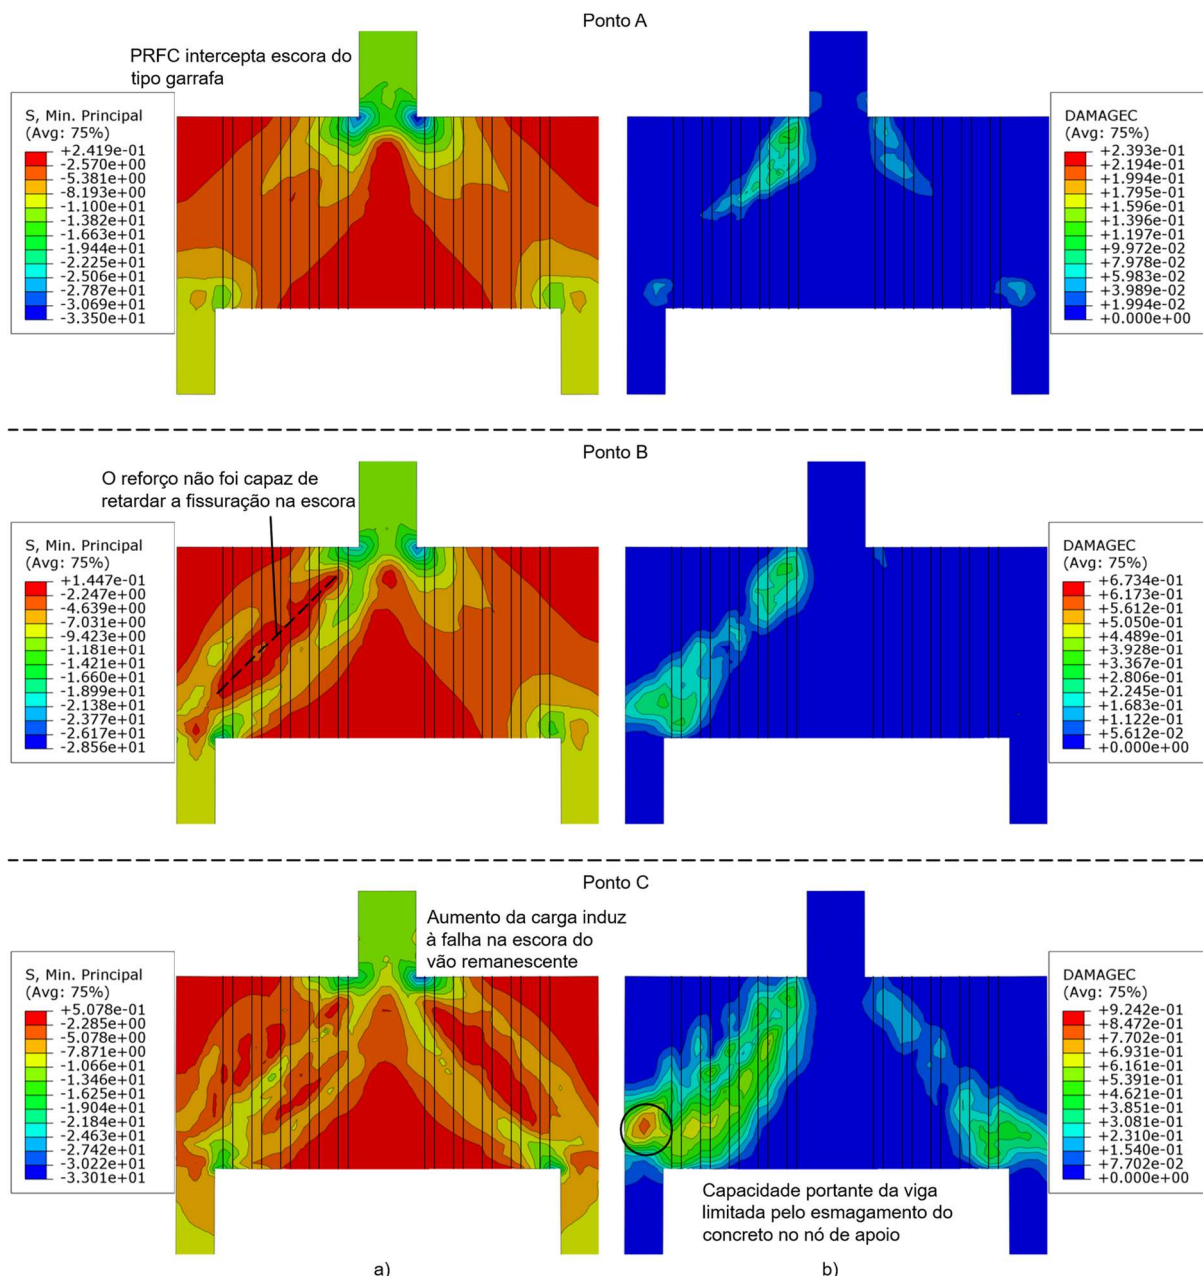 Ponto A
PRFC intercepta escora do
tipo garrafa
S, Min. Principal
(Avg: 75%)
+2.419e-01
-2.570e+00
-5.381e+00
-8.193e+00
-1.100e+01
-1.382e+01
-1.663e+01
-1.944e+01
-2.225e+01
-2.506e+01
-2.787e+01
-3.069e+01
-3.350e+01
DAMAGEC
(Avg: 75%)
+2.393e-01
+2.194e-01
+1.994e-01
+1.795e-01
+1.596e-01
+1.396e-01
+1.197e-01
+9.972e-02
+7.978e-02
+5.983e-02
+3.989e-02
+1.994e-02
+0.000e+00
Ponto B
O reforço não foi capaz de
retardar a fissuração na escora
S, Min. Principal
(Avg: 75%)
+1.447e-01
-2.247e+00
-4.639e+00
-7.031e+00
-9.423e+00
-1.181e+01
-1.421e+01
-1.660e+01
-1.899e+01
-2.138e+01
-2.377e+01
-2.617e+01
-2.856e+01
DAMAGEC
(Avg: 75%)
+6.734e-01
+6.173e-01
+5.612e-01
+5.050e-01
+4.489e-01
+3.928e-01
+3.367e-01
+2.806e-01
+2.245e-01
+1.683e-01
+1.122e-01
+5.612e-02
+0.000e+00
Ponto C
Aumento da carga induz
à falha na escora do
vão remanescente
S, Min. Principal
(Avg: 75%)
+5.078e-01
-2.285e+00
-5.078e+00
-7.871e+00
-1.066e+01
-1.346e+01
-1.625e+01
-1.904e+01
-2.184e+01
-2.463e+01
-2.742e+01
-3.022e+01
-3.301e+01
DAMAGEC
(Avg: 75%)
+9.242e-01
+8.472e-01
+7.702e-01
+6.931e-01
+6.161e-01
+5.391e-01
+4.621e-01
+3.851e-01
+3.081e-01
+2.310e-01
+1.540e-01
+7.702e-02
+0.000e+00
Capacidade portante da viga
limitada pelo esmagamento do
concreto no nó de apoio
a)
b)